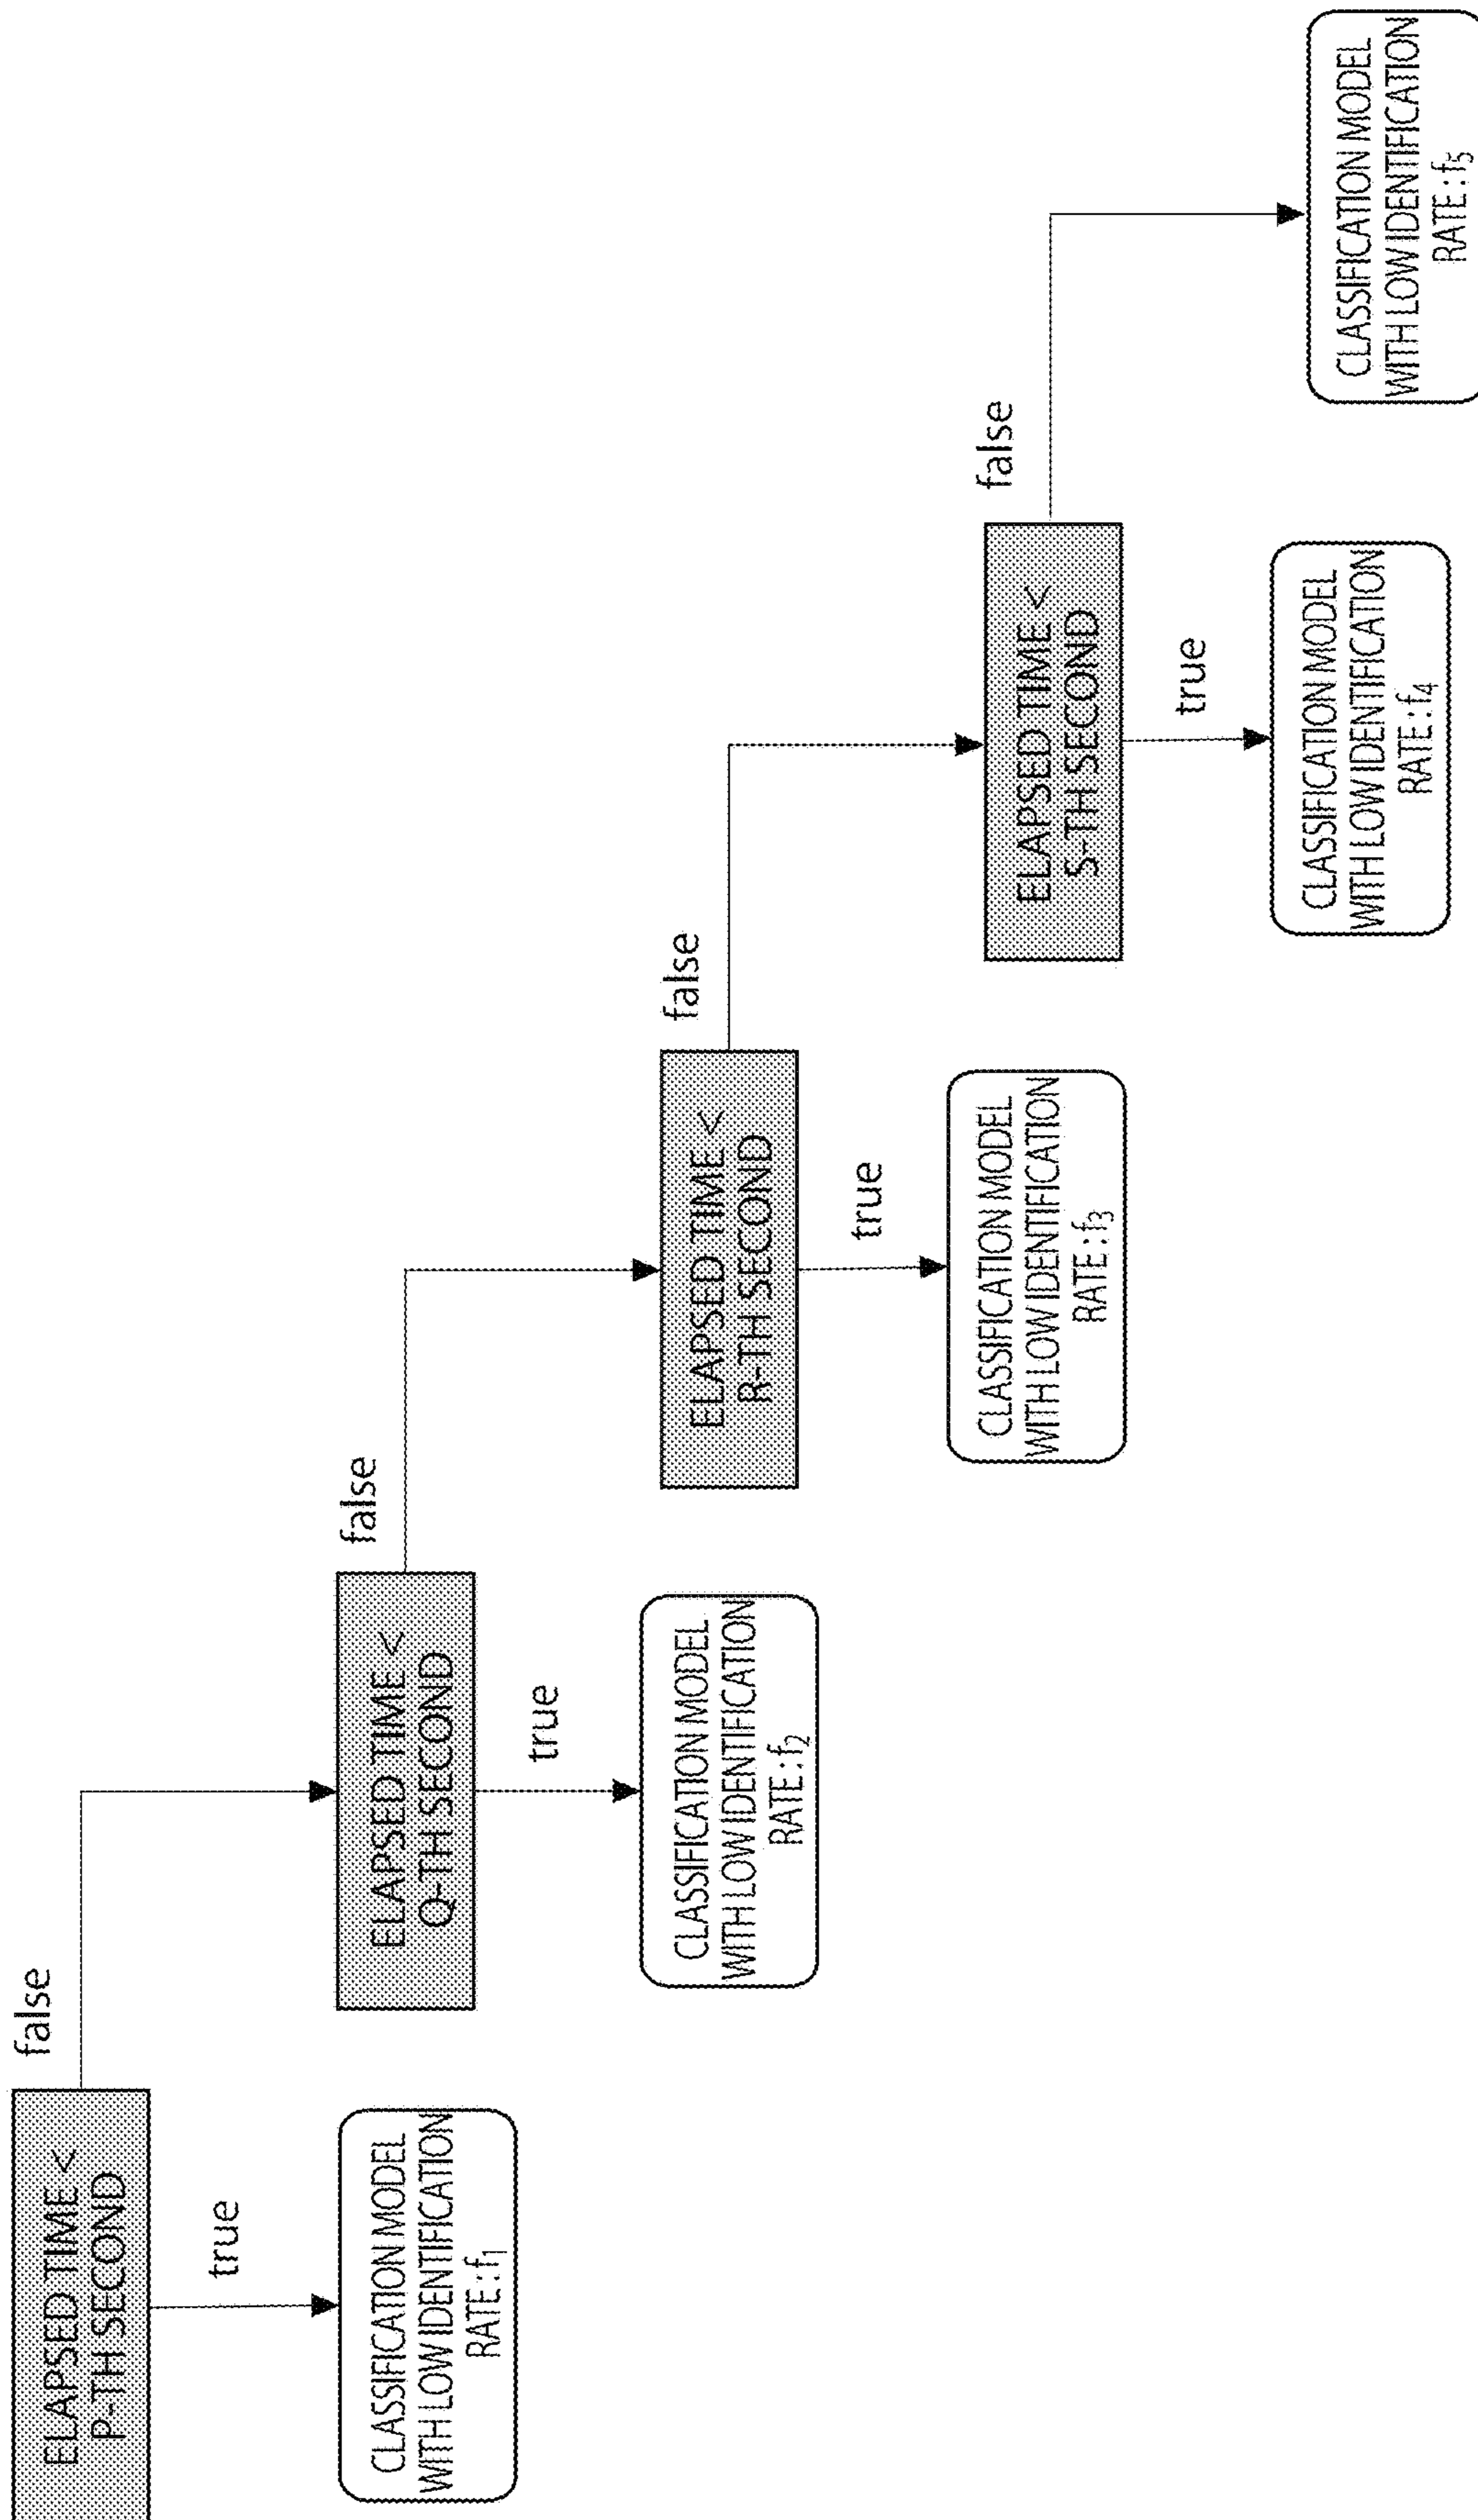 ELAPSED TIME <
P-TH SECOND
false
true
CLASSIFICATION MODEL
WITH LOW IDENTIFICATION
RATE : f₁
ELAPSED TIME <
Q-TH SECOND
false
true
CLASSIFICATION MODEL
WITH LOW IDENTIFICATION
RATE : f₂
ELAPSED TIME <
R-TH SECOND
false
true
CLASSIFICATION MODEL
WITH LOW IDENTIFICATION
RATE : f₃
ELAPSED TIME <
S-TH SECOND
false
true
CLASSIFICATION MODEL
WITH LOW IDENTIFICATION
RATE : f₄
CLASSIFICATION MODEL
WITH LOW IDENTIFICATION
RATE : f₅